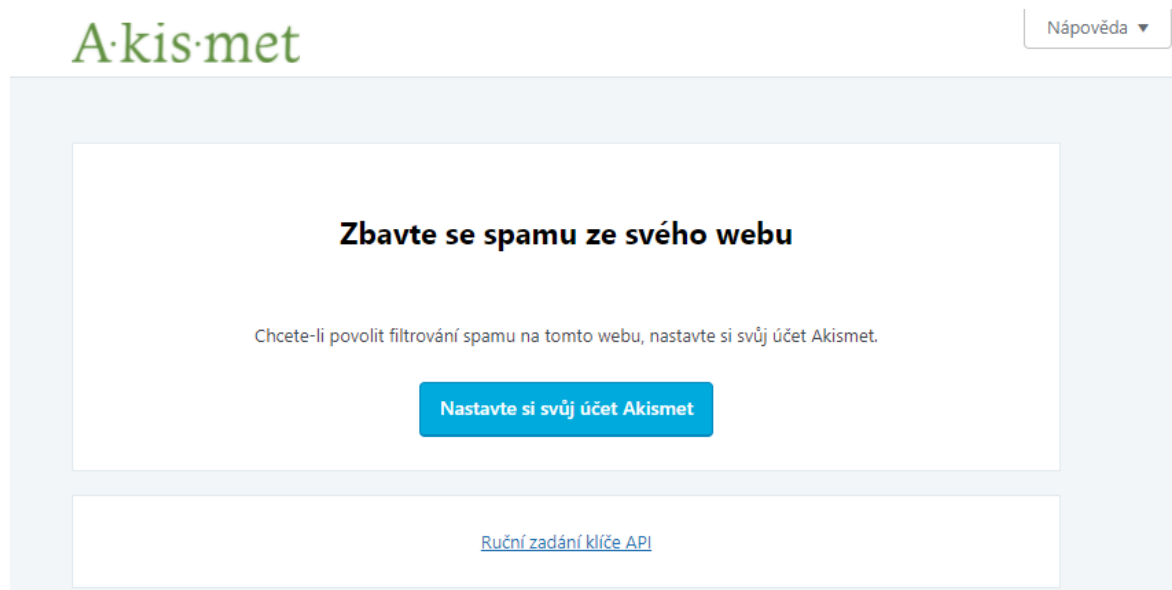 A·kis·met
Nápověda ▼
Zbavte se spamu ze svého webu
Chcete-li povolit filtrování spamu na tomto webu, nastavte si svůj účet Akismet.
Nastavte si svůj účet Akismet
Ruční zadání klíče API